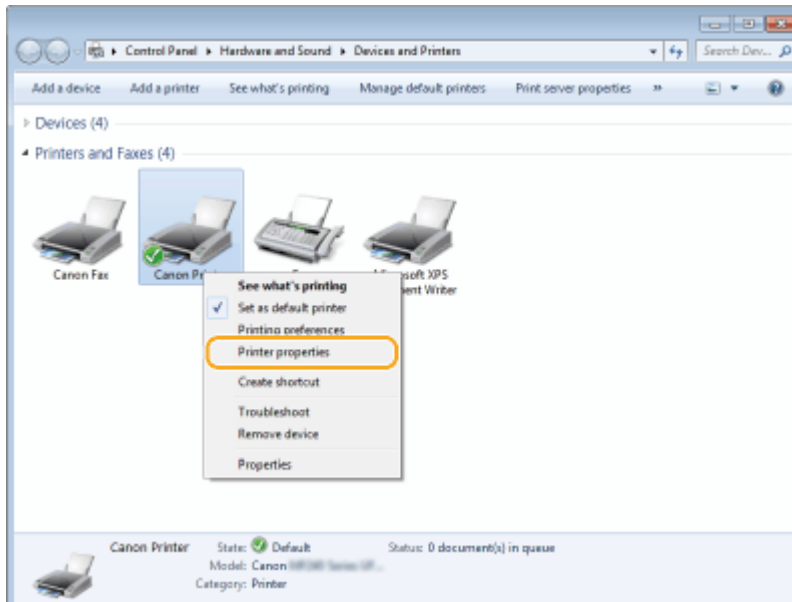 Control Panel ▸ Hardware and Sound ▸ Devices and Printers
Search Dev...
Add a device Add a printer See what's printing Manage default printers Print server properties »
Devices (4)
Printers and Faxes (4)
Canon Fax Canon
Microsoft XPS
Writer
See what's printing
Set as default printer
Printing preferences
Printer properties
Create shortcut
Troubleshoot
Remove device
Properties
Canon Printer State: Default Status: 0 document(s) in queue
Model: Canon
Category: Printer